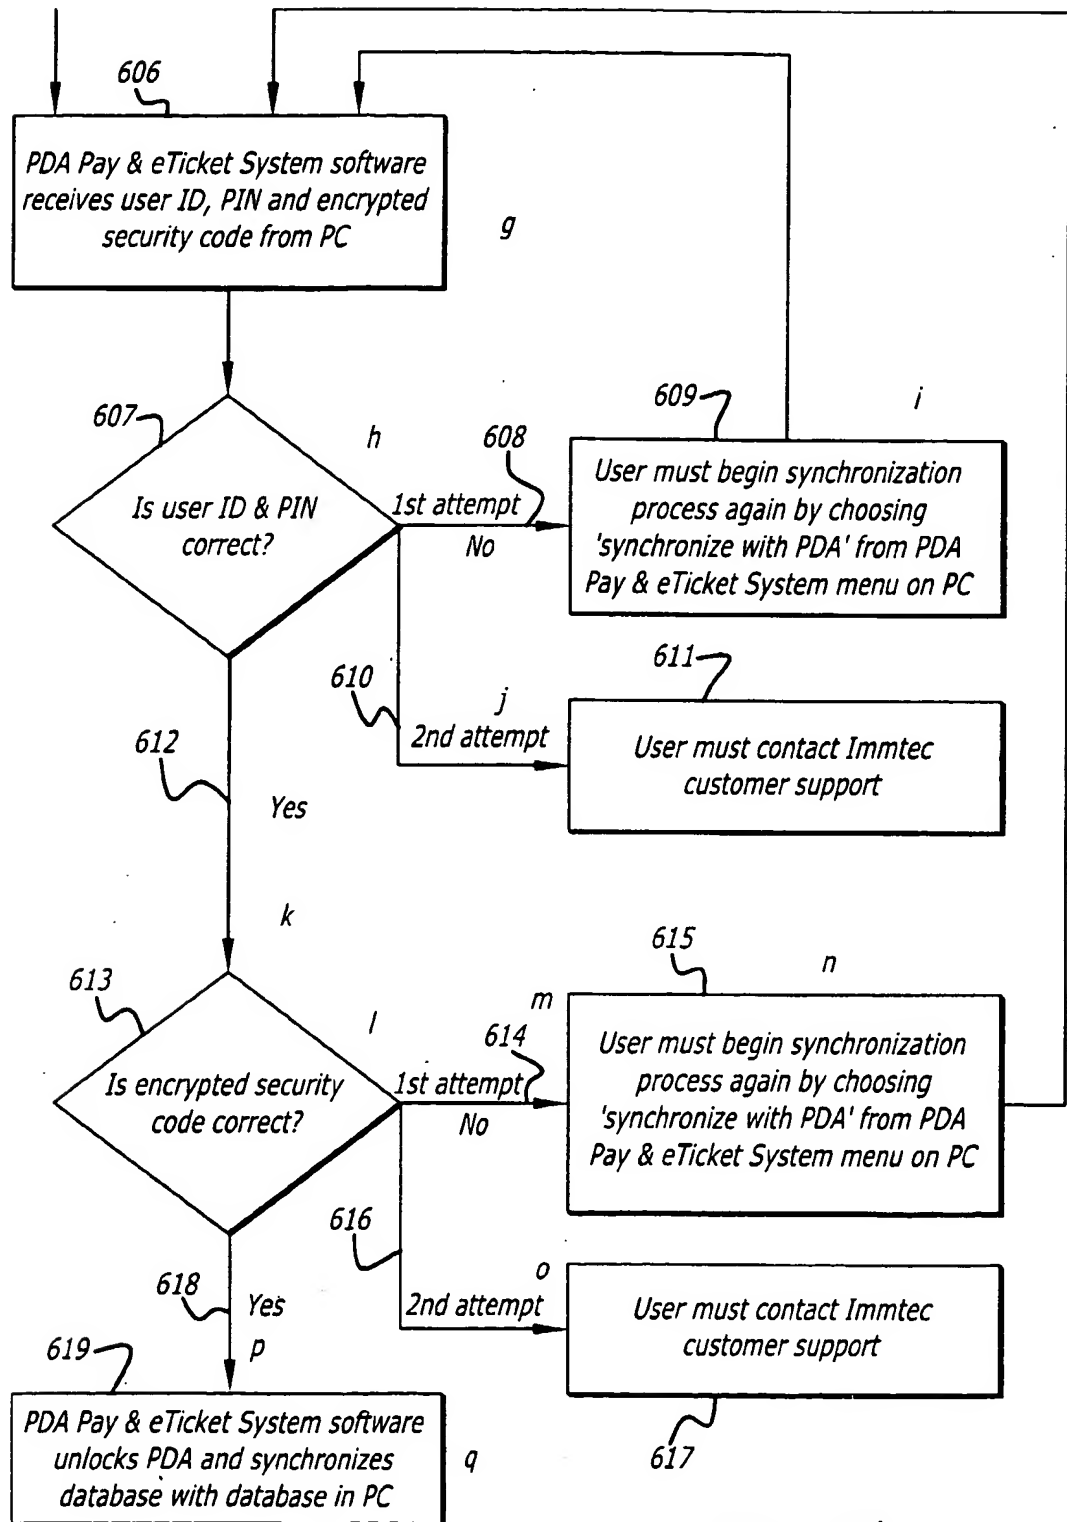 606
PDA Pay & eTicket System software
receives user ID, PIN and encrypted
security code from PC
g
607
h
608
609
i
Is user ID & PIN
correct?
1st attempt
No
User must begin synchronization
process again by choosing
'synchronize with PDA' from PDA
Pay & eTicket System menu on PC
610
j
2nd attempt
611
User must contact Immtec
customer support
612
Yes
k
613
l
m
614
615
n
Is encrypted security
code correct?
1st attempt
No
User must begin synchronization
process again by choosing
'synchronize with PDA' from PDA
Pay & eTicket System menu on PC
616
o
2nd attempt
User must contact Immtec
customer support
617
618
Yes
p
619
PDA Pay & eTicket System software
unlocks PDA and synchronizes
database with database in PC
q